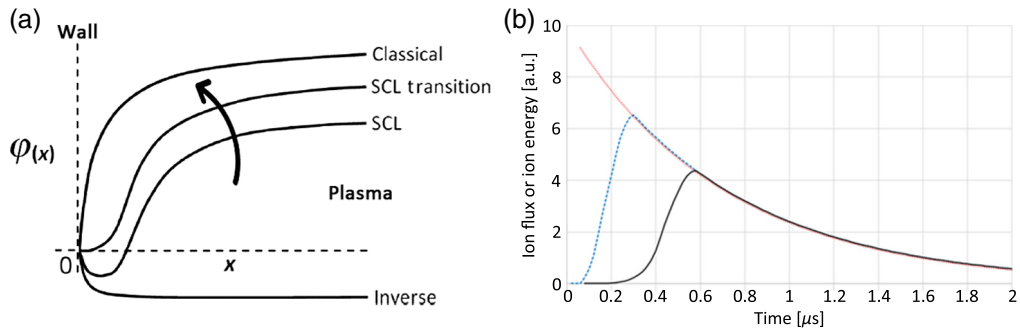 (a)
Wall
Classical
SCL transition
SCL
φ(x)
Plasma
0
x
Inverse
(b)
Ion flux or ion energy [a.u.]
10
8
6
4
2
0
0 0.2 0.4 0.6 0.8 1 1.2 1.4 1.6 1.8 2
Time [μs]